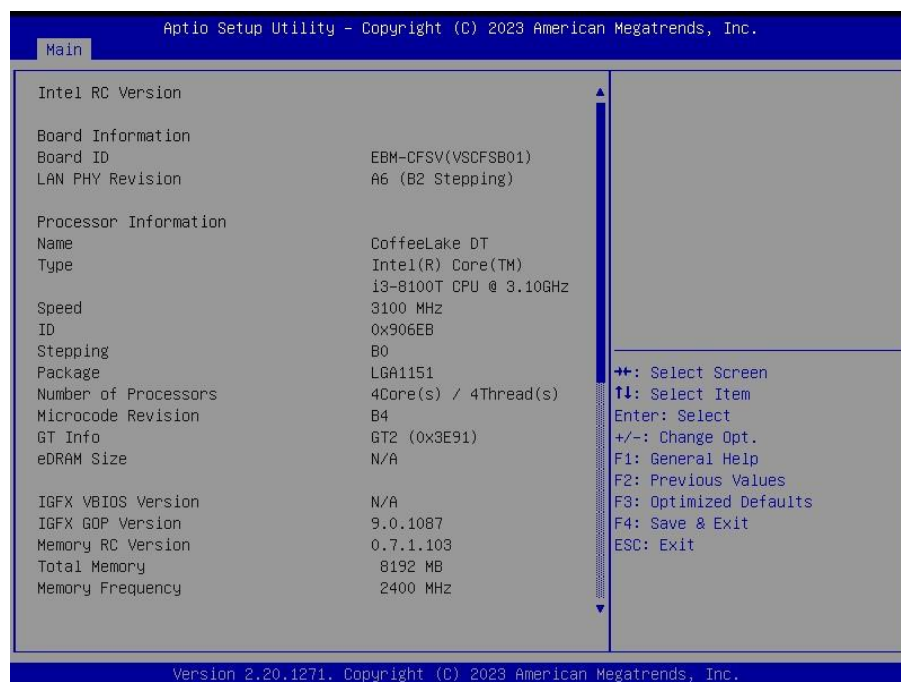 Aptio Setup Utility - Copyright (C) 2023 American Megatrends, Inc.
Main
Intel RC Version
Board Information
Board ID EBM-CFSV(VSCFSB01)
LAN PHY Revision A6 (B2 Stepping)
Processor Information
Name CoffeeLake DT
Type Intel(R) Core(TM)
i3-8100T CPU @ 3.10GHz
Speed 3100 MHz
ID 0x906EB
Stepping B0
Package LGA1151
Number of Processors 4Core(s) / 4Thread(s)
Microcode Revision B4
GT Info GT2 (0x3E91)
eDRAM Size N/A
IGFX VBIOS Version N/A
IGFX GOP Version 9.0.1087
Memory RC Version 0.7.1.103
Total Memory 8192 MB
Memory Frequency 2400 MHz
→←: Select Screen
↑↓: Select Item
Enter: Select
+/-: Change Opt.
F1: General Help
F2: Previous Values
F3: Optimized Defaults
F4: Save & Exit
ESC: Exit
Version 2.20.1271. Copyright (C) 2023 American Megatrends, Inc.